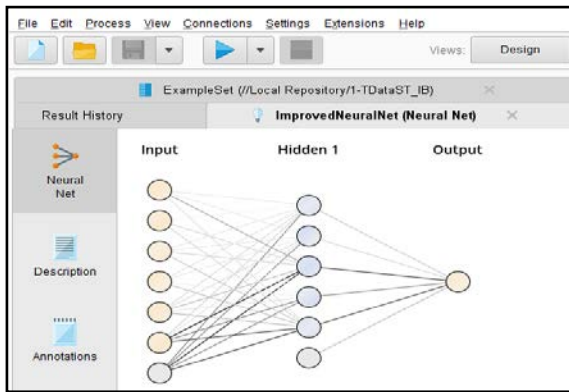 File Edit Process View Connections Settings Extensions Help
Views: Design
ExampleSet (//Local Repository/1-TDataST_IB)
Result History ImprovedNeuralNet (Neural Net)
Input Hidden 1 Output
Neural
Net
Description
Annotations